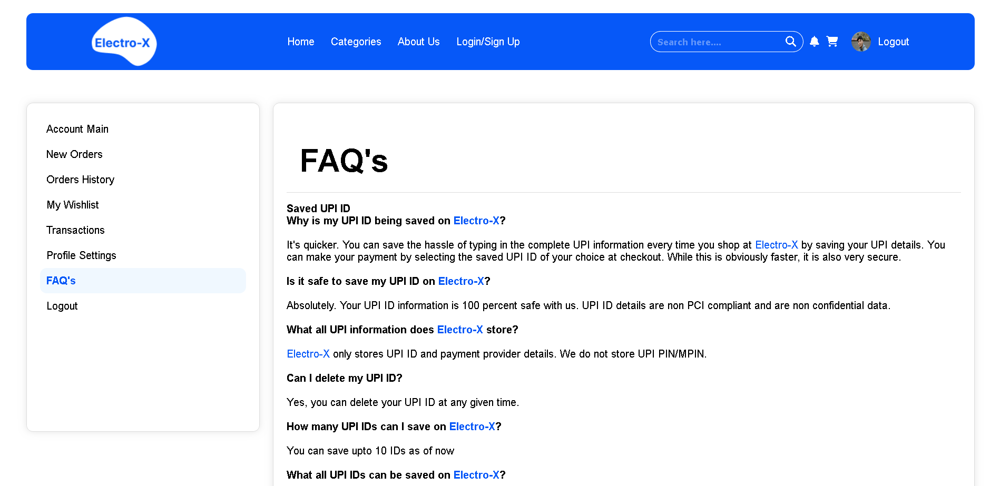 Electro-X
Home Categories About Us Login/Sign Up
Search here....
Logout
Account Main
New Orders
Orders History
My Wishlist
Transactions
Profile Settings
FAQ's
Logout
FAQ's
Saved UPI ID
Why is my UPI ID being saved on Electro-X?
It's quicker. You can save the hassle of typing in the complete UPI information every time you shop at Electro-X by saving your UPI details. You
can make your payment by selecting the saved UPI ID of your choice at checkout. While this is obviously faster, it is also very secure.
Is it safe to save my UPI ID on Electro-X?
Absolutely. Your UPI ID information is 100 percent safe with us. UPI ID details are non PCI compliant and are non confidential data.
What all UPI information does Electro-X store?
Electro-X only stores UPI ID and payment provider details. We do not store UPI PIN/MPIN.
Can I delete my UPI ID?
Yes, you can delete your UPI ID at any given time.
How many UPI IDs can I save on Electro-X?
You can save upto 10 IDs as of now
What all UPI IDs can be saved on Electro-X?